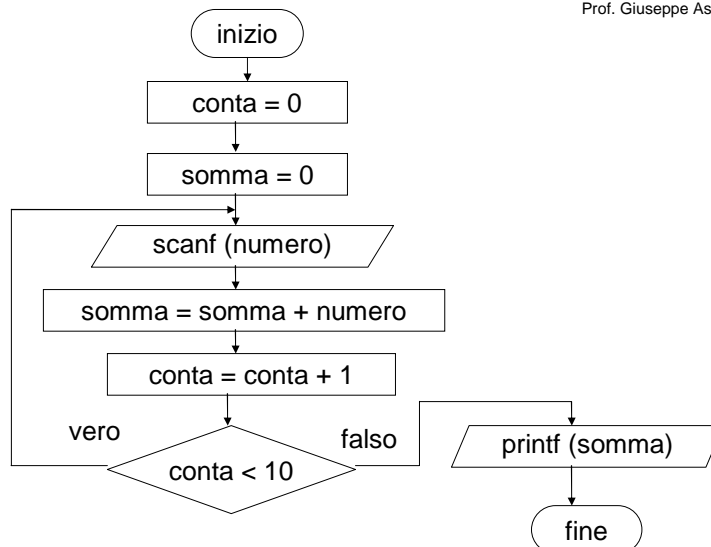 Prof. Giuseppe As
inizio
conta = 0
somma = 0
scanf (numero)
somma = somma + numero
conta = conta + 1
vero
falso
conta < 10
printf (somma)
fine